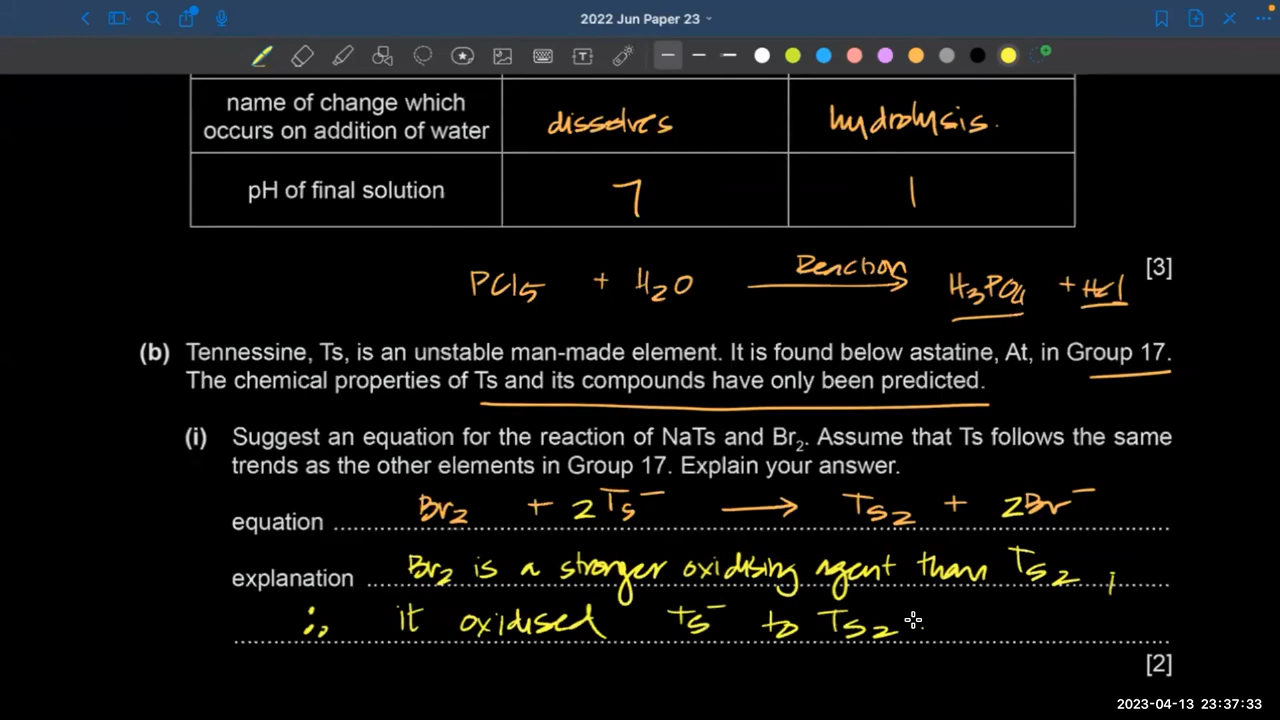 2022 Jun Paper 23
name of change which
occurs on addition of water
dissolves
hydrolysis.
pH of final solution
7
1
PCl5 + H2O Reaction → H3PO4 + HCl
[3]
(b) Tennessine, Ts, is an unstable man-made element. It is found below astatine, At, in Group 17.
The chemical properties of Ts and its compounds have only been predicted.
(i) Suggest an equation for the reaction of NaTs and Br2. Assume that Ts follows the same
trends as the other elements in Group 17. Explain your answer.
equation Br2 + 2Ts⁻ → Ts2 + 2Br⁻
explanation Br2 is a stronger oxidising agent than Ts2,
∴ it oxidised Ts⁻ to Ts2.
[2]
2023-04-13 23:37:33